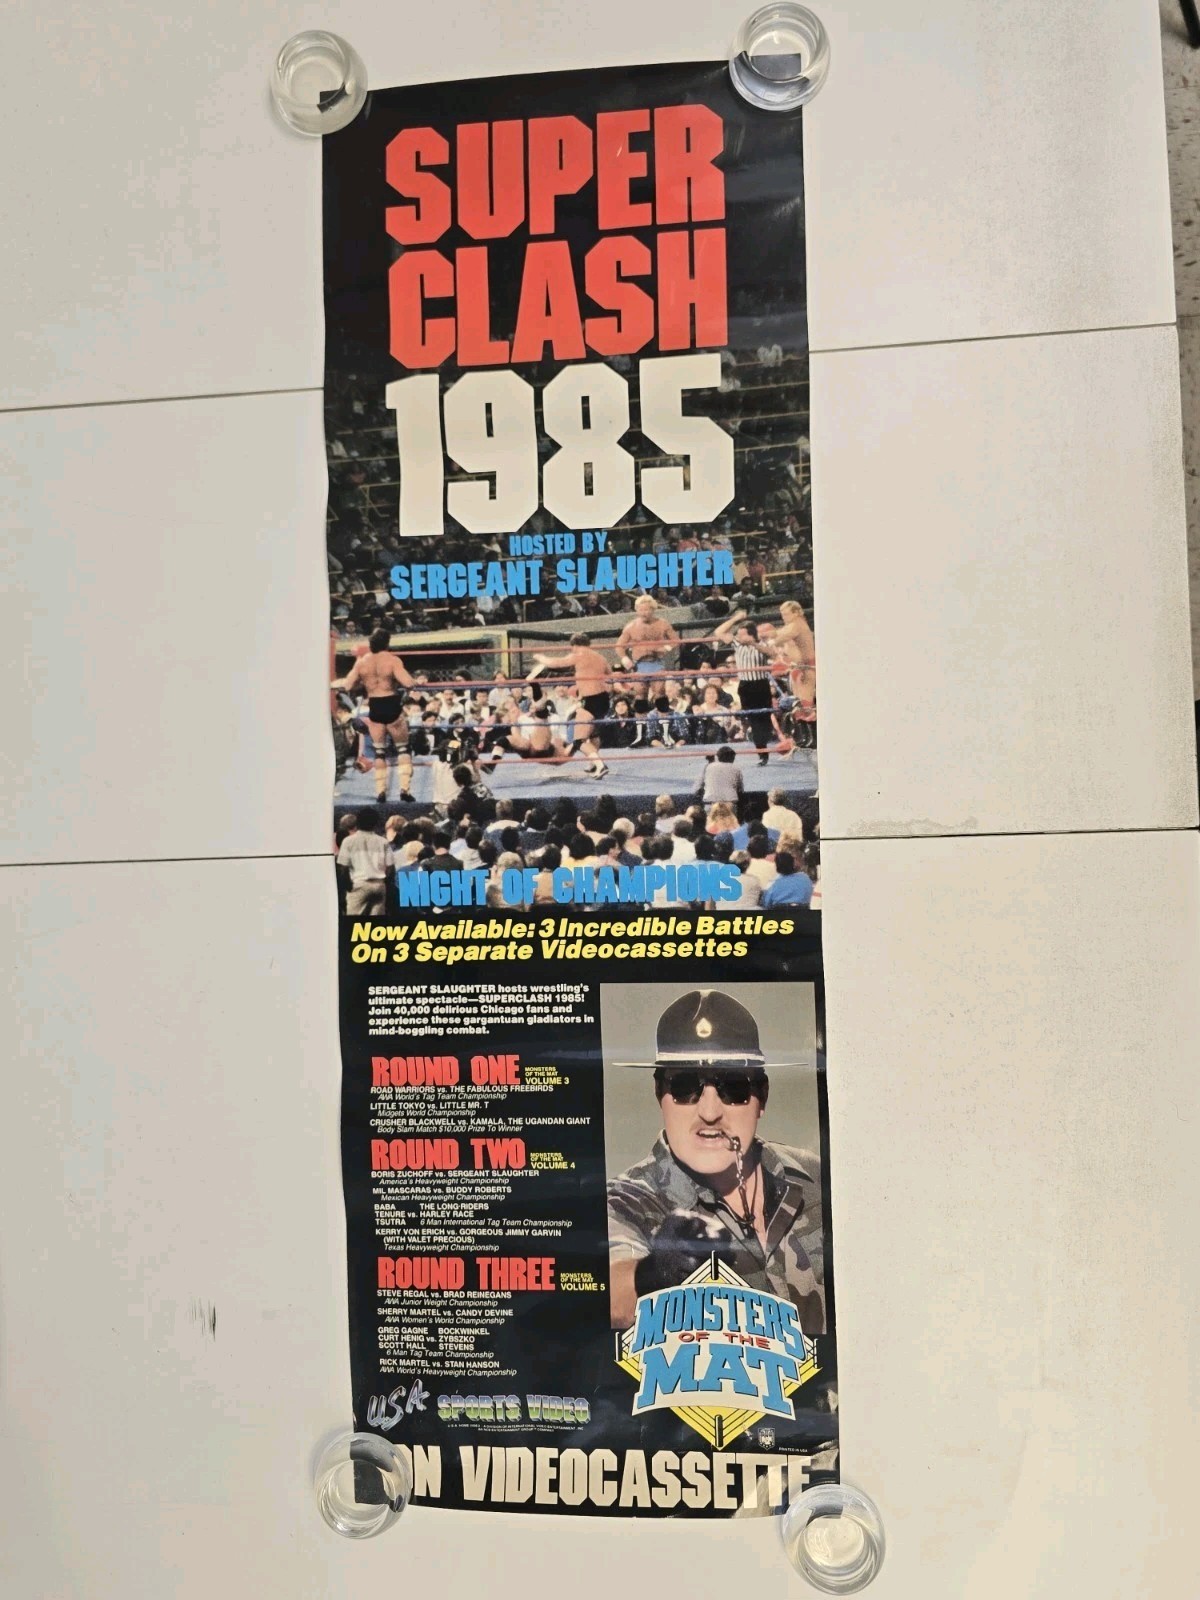 SUPER
CLASH
1985
HOSTED BY
SERGEANT SLAUGHTER
NIGHT OF CHAMPIONS
Now Available: 3 Incredible Battles
On 3 Separate Videocassettes
SERGEANT SLAUGHTER hosts wrestling's
ultimate spectacle—SUPERCLASH 1985!
Join 40,000 delirious Chicago fans and
experience these gargantuan gladiators in
mind-boggling combat.
ROUND ONE MONSTERS
OF THE MAT
VOLUME 3
ROAD WARRIORS vs. THE FABULOUS FREEBIRDS
AWA World's Tag Team Championship
LITTLE TOKYO vs. LITTLE MR. T
Midgets World Championship
CRUSHER BLACKWELL vs. KAMALA, THE UGANDAN GIANT
Body Slam Match $10,000 Prize To Winner
ROUND TWO MONSTERS
OF THE MAT
VOLUME 4
BORIS ZUCHOFF vs. SERGEANT SLAUGHTER
America's Heavyweight Championship
MIL MASCARAS vs. BUDDY ROBERTS
Mexican Heavyweight Championship
BABA THE LONG RIDERS
TENURE vs. HARLEY RACE
TSUTRA 6 Man International Tag Team Championship
KERRY VON ERICH vs. GORGEOUS JIMMY GARVIN
(WITH VALET PRECIOUS)
Texas Heavyweight Championship
ROUND THREE MONSTERS
OF THE MAT
VOLUME 5
STEVE REGAL vs. BRAD REINEGANS
AWA Junior Weight Championship
SHERRY MARTEL vs. CANDY DEVINE
AWA Women's World Championship
GREG GAGNE BOCKWINKEL
CURT HENIG vs. ZYBSZKO
SCOTT HALL STEVENS
6 Man Tag Team Championship
RICK MARTEL vs. STAN HANSON
AWA World's Heavyweight Championship
MONSTERS
OF THE
MAT
USA SPORTS VIDEO
PRINTED IN USA
ON VIDEOCASSETTE